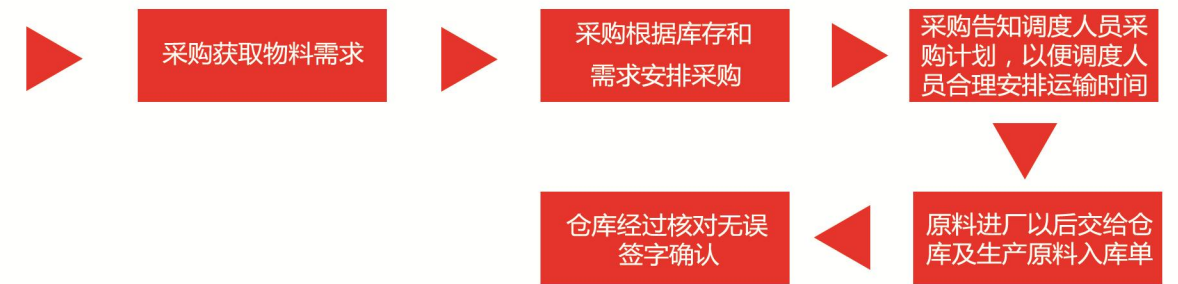 采购获取物料需求
采购根据库存和
需求安排采购
采购告知调度人员采
购计划，以便调度人
员合理安排运输时间
原料进厂以后交给仓
库及生产原料入库单
仓库经过核对无误
签字确认